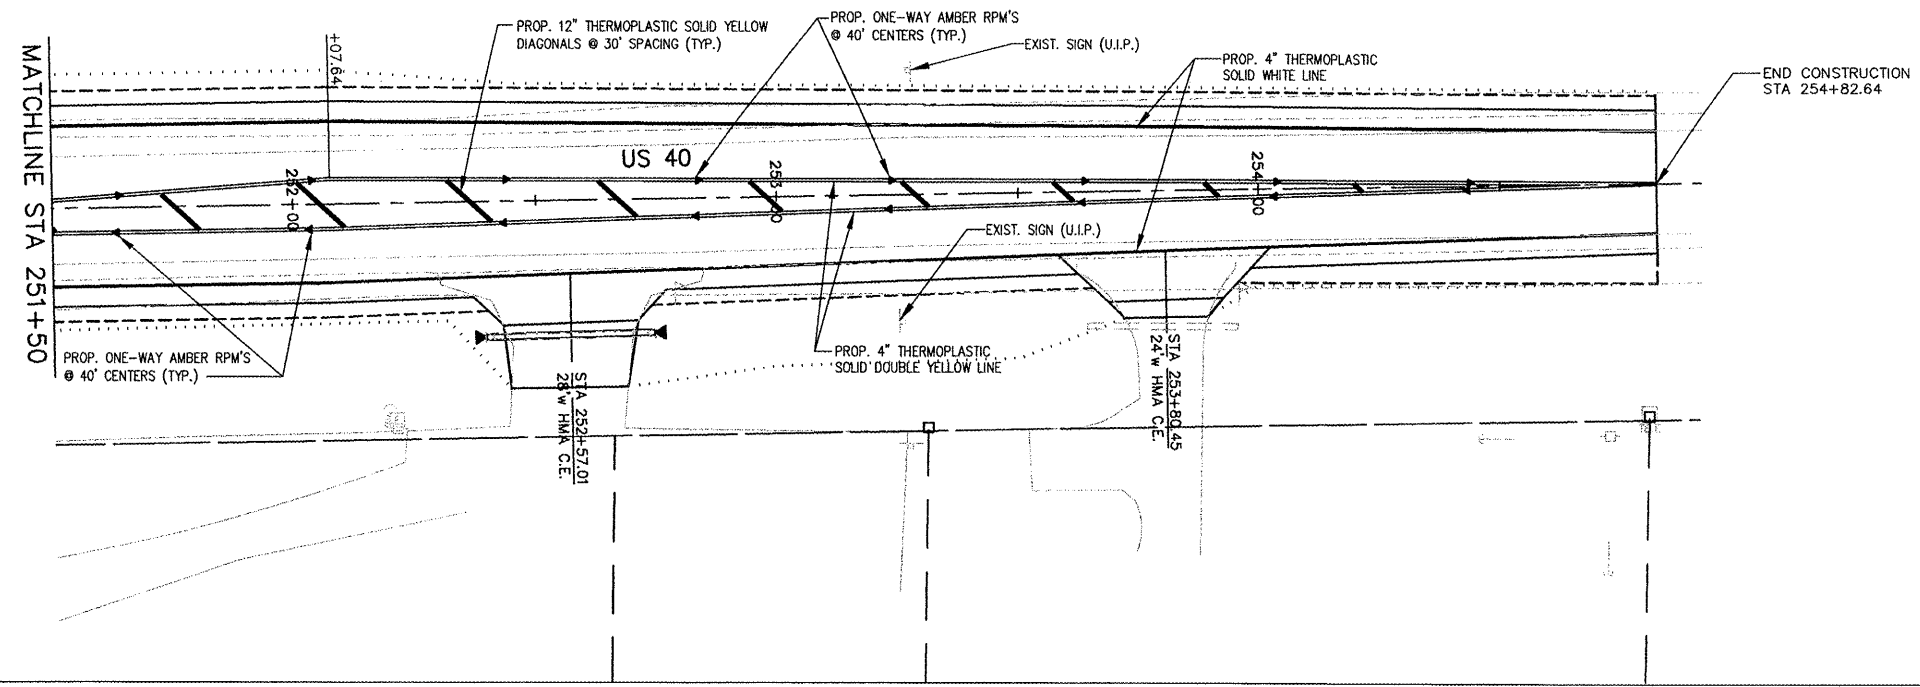 MATCHLINE STA 251+50
+07.64
PROP. 12" THERMOPLASTIC SOLID YELLOW
DIAGONALS @ 30' SPACING (TYP.)
PROP. ONE-WAY AMBER RPM'S
@ 40' CENTERS (TYP.)
EXIST. SIGN (U.I.P.)
PROP. 4" THERMOPLASTIC
SOLID WHITE LINE
END CONSTRUCTION
STA 254+82.64
US 40
252+00
253+00
254+00
EXIST. SIGN (U.I.P.)
PROP. ONE-WAY AMBER RPM'S
@ 40' CENTERS (TYP.)
PROP. 4" THERMOPLASTIC
SOLID DOUBLE YELLOW LINE
STA 252+57.01
28'w HMA C.E.
STA 253+80.45
24'w HMA C.E.